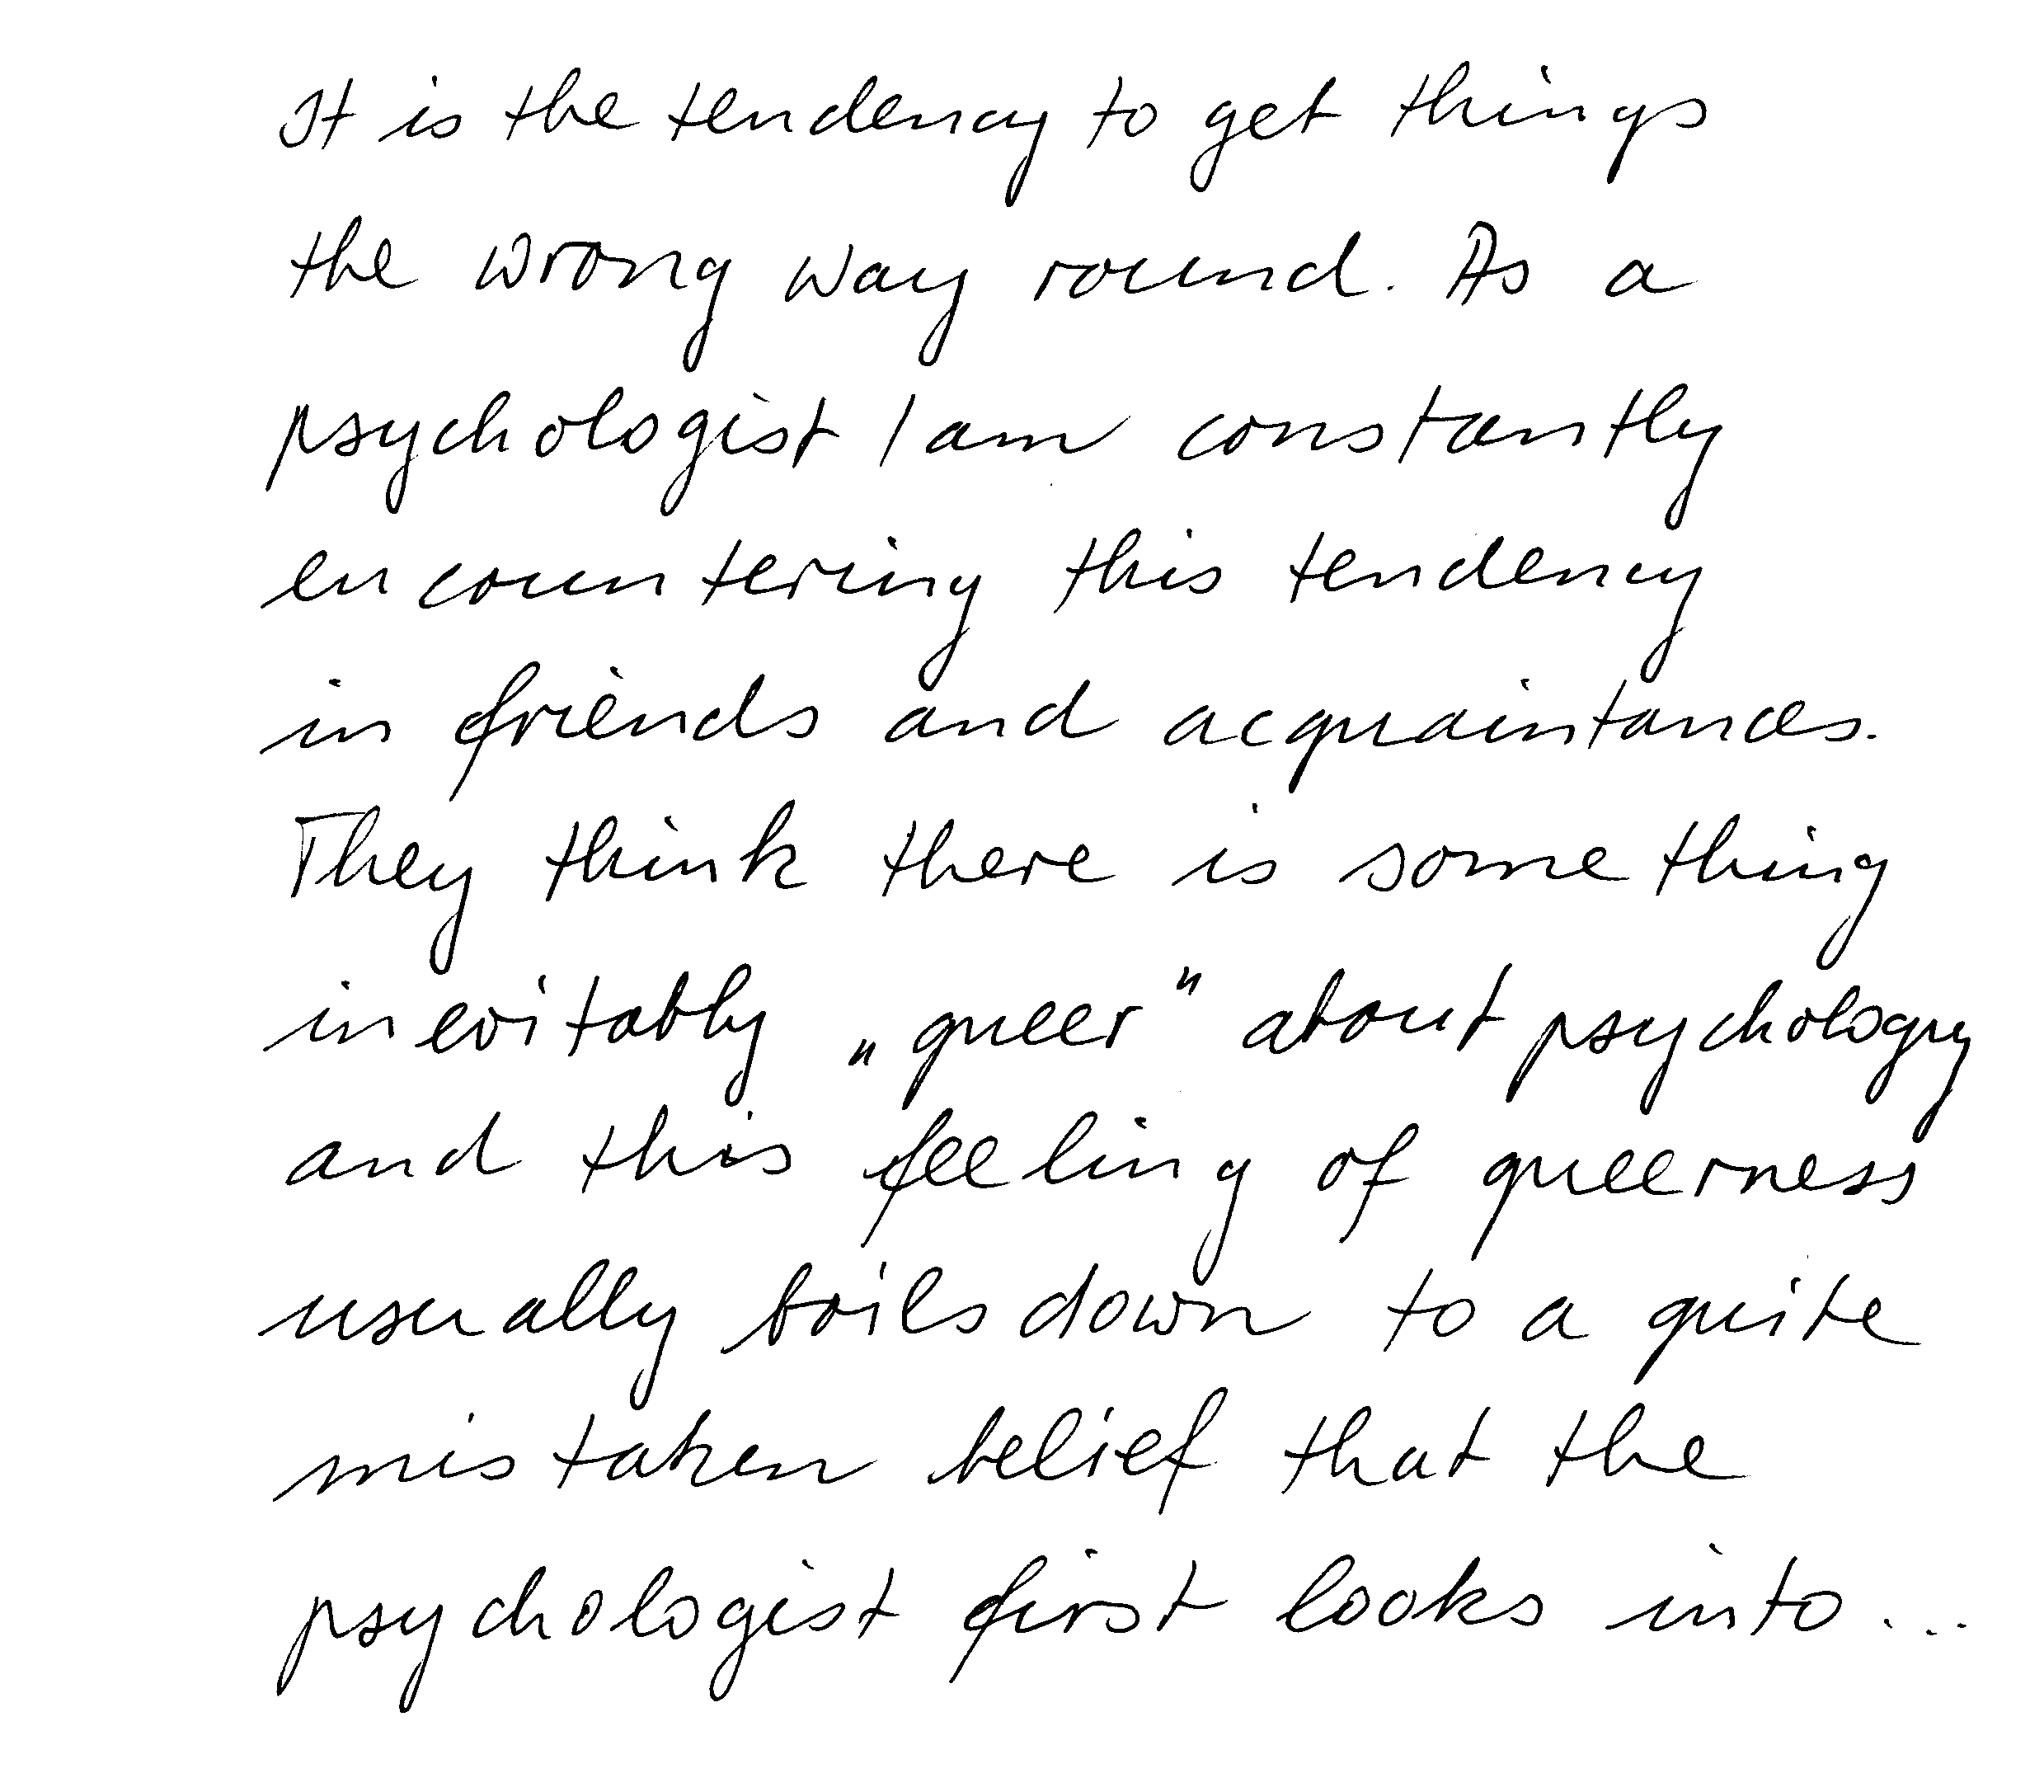 It is the tendency to get things
the wrong way round. As a
psychologist I am constantly
encountering this tendency
in friends and acquaintances.
They think there is something
inevitably „queer" about psychology
and this feeling of queerness
usually boils down to a quite
mistaken belief that the
psychologist first looks into...